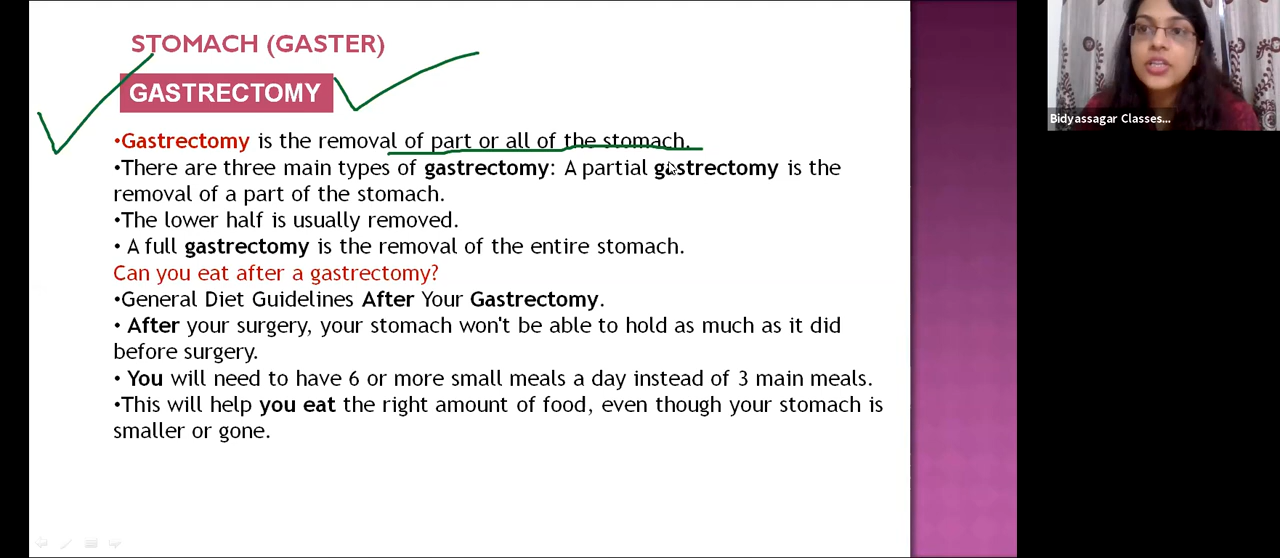 STOMACH (GASTER)
GASTRECTOMY
•Gastrectomy is the removal of part or all of the stomach.
•There are three main types of gastrectomy: A partial gastrectomy is the
removal of a part of the stomach.
•The lower half is usually removed.
• A full gastrectomy is the removal of the entire stomach.
Can you eat after a gastrectomy?
•General Diet Guidelines After Your Gastrectomy.
• After your surgery, your stomach won't be able to hold as much as it did
before surgery.
• You will need to have 6 or more small meals a day instead of 3 main meals.
•This will help you eat the right amount of food, even though your stomach is
smaller or gone.
Bidyassagar Classes...